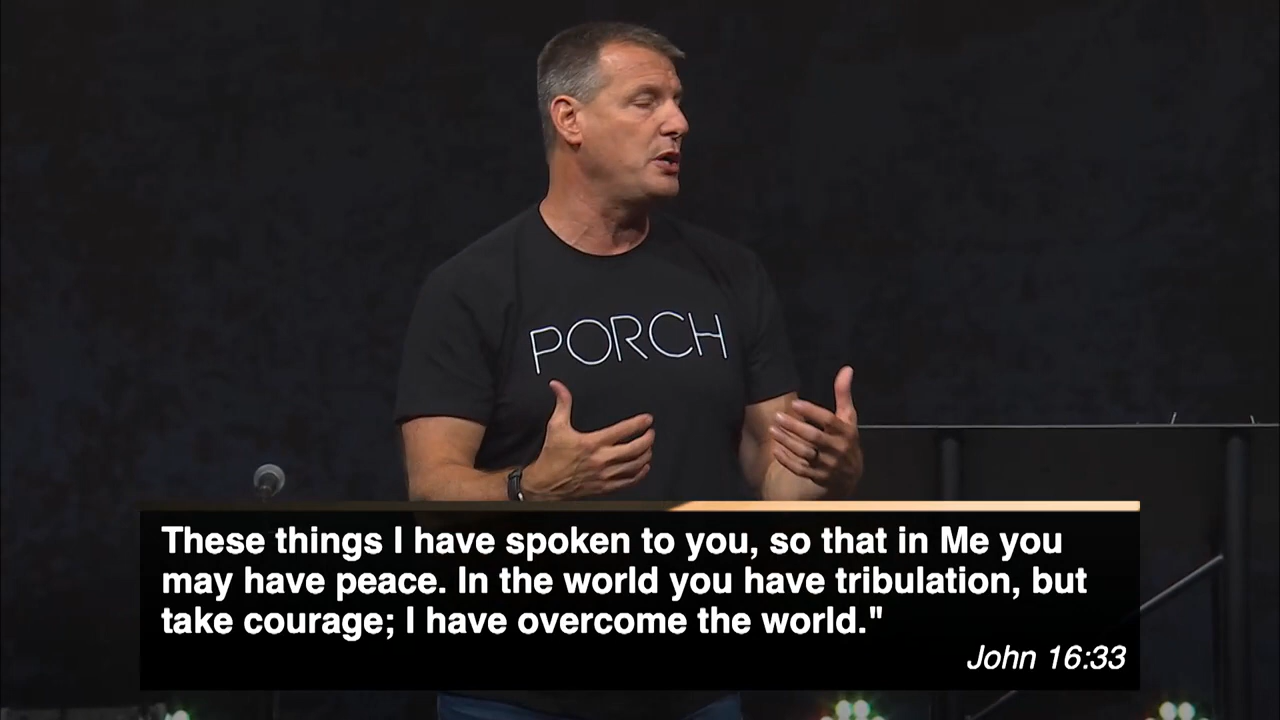 PORCH
These things I have spoken to you, so that in Me you
may have peace. In the world you have tribulation, but
take courage; I have overcome the world."
John 16:33